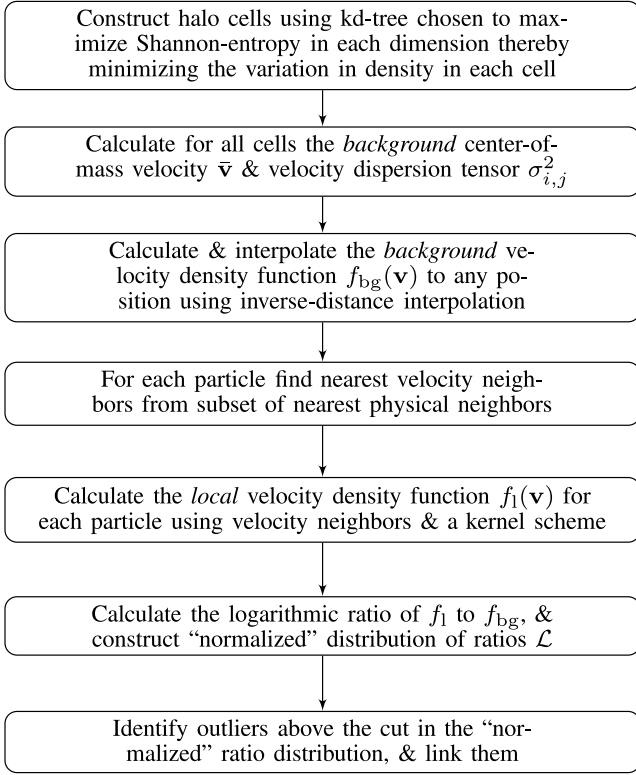 Construct halo cells using kd-tree chosen to max-
imize Shannon-entropy in each dimension thereby
minimizing the variation in density in each cell
Calculate for all cells the background center-of-
mass velocity v̄ & velocity dispersion tensor σ²ᵢ,ⱼ
Calculate & interpolate the background ve-
locity density function f_bg(v) to any po-
sition using inverse-distance interpolation
For each particle find nearest velocity neigh-
bors from subset of nearest physical neighbors
Calculate the local velocity density function f_l(v) for
each particle using velocity neighbors & a kernel scheme
Calculate the logarithmic ratio of f_l to f_bg, &
construct “normalized” distribution of ratios ℒ
Identify outliers above the cut in the “nor-
malized” ratio distribution, & link them